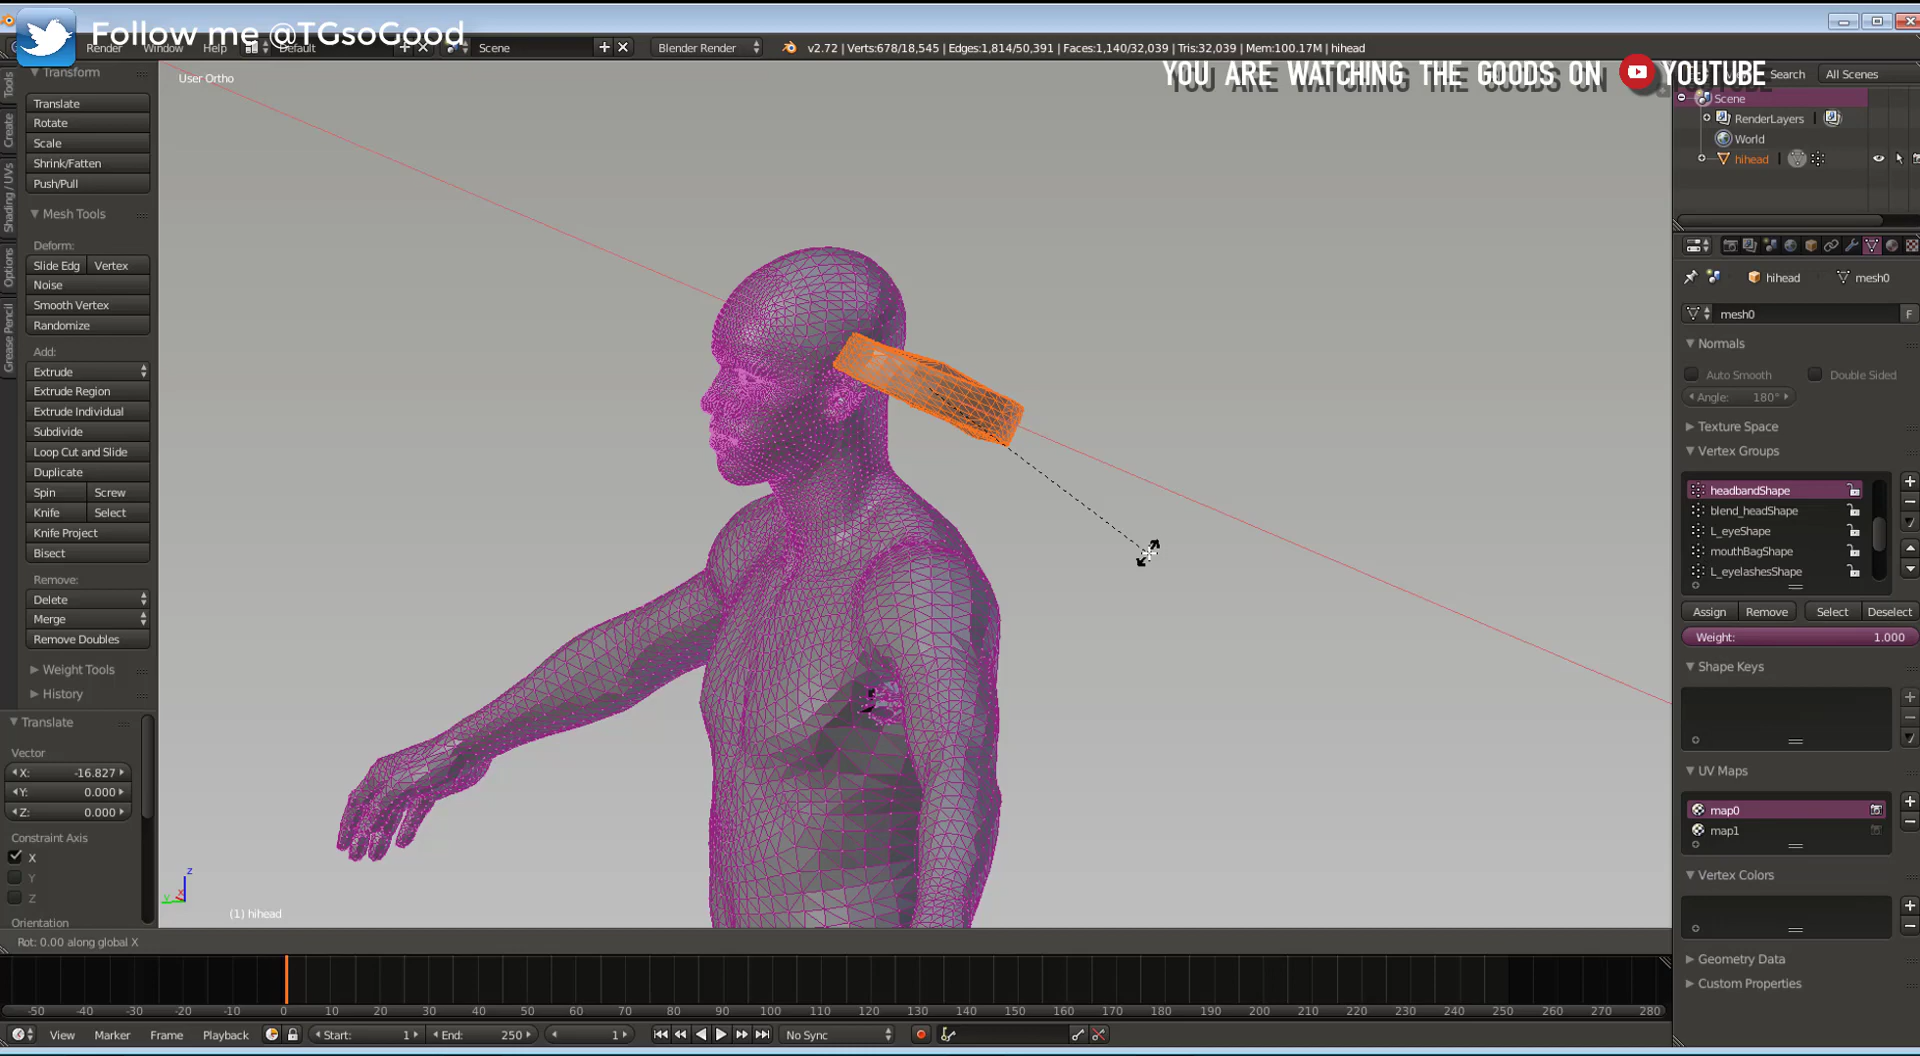 Follow me @TGsoGood
Render Window Help Default Scene Blender Render v2.72 | Verts:678/18,545 | Edges:1,814/50,391 | Faces:1,140/32,039 | Tris:32,039 | Mem:100.17M | hihead
YOU ARE WATCHING THE GOODS ON YOUTUBE
Search All Scenes
User Ortho
Tools
Create
Shading / UVs
Options
Grease Pencil
Transform
Translate
Rotate
Scale
Shrink/Fatten
Push/Pull
Mesh Tools
Deform:
Slide Edg Vertex
Noise
Smooth Vertex
Randomize
Add:
Extrude
Extrude Region
Extrude Individual
Subdivide
Loop Cut and Slide
Duplicate
Spin Screw
Knife Select
Knife Project
Bisect
Remove:
Delete
Merge
Remove Doubles
Weight Tools
History
Translate
Vector
X: -16.827
Y: 0.000
Z: 0.000
Constraint Axis
X
Y
Z
Orientation
z
y
x
(1) hihead
Rot: 0.00 along global X
Scene
RenderLayers
World
hihead
hihead mesh0
mesh0 F
Normals
Auto Smooth Double Sided
Angle: 180°
Texture Space
Vertex Groups
headbandShape
blend_headShape
L_eyeShape
mouthBagShape
L_eyelashesShape
Assign Remove Select Deselect
Weight: 1.000
Shape Keys
UV Maps
map0
map1
Vertex Colors
Geometry Data
Custom Properties
-50 -40 -30 -20 -10 0 10 20 30 40 50 60 70 80 90 100 110 120 130 140 150 160 170 180 190 200 210 220 230 240 250 260 270 280
View Marker Frame Playback Start: 1 End: 250 1 No Sync